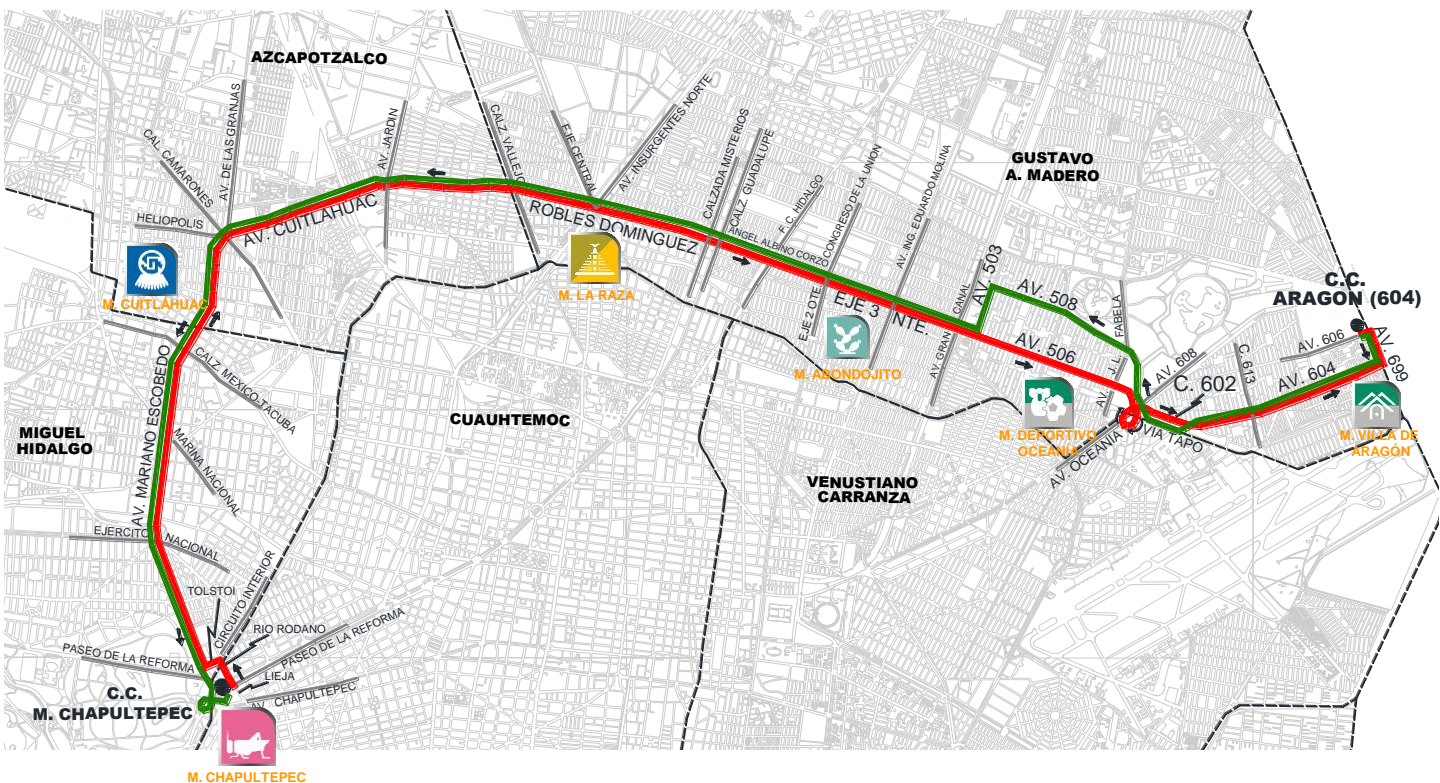 AZCAPOTZALCO
CAL. CAMARONES
AV. DE LAS GRANJAS
AV. JARDIN
CALZ. VALLEJO
EJE CENTRAL
AV. INSURGENTES NORTE
CALZADA MISTERIOS
CALZ. GUADALUPE
F. C. HIDALGO
CONGRESO DE LA UNION
AV. ING. EDUARDO MOLINA
GUSTAVO
A. MADERO
HELIOPOLIS
AV. CUITLAHUAC
ROBLES DOMINGUEZ
ANGEL ALBINO CORZO
CANAL
AV. 503
AV. 508
C.C.
ARAGON (604)
M. CUITLÁHUAC
M. LA RAZA
EJE 2 OTE.
EJE 3 NTE.
AV. GRAN
AV. 506
AV. J. L.
FABELA
AV. 608
C. 602
C. 613
AV. 606
AV. 604
AV. 699
M. ABONDOJITO
M. DEPORTIVO
OCEANÍA
AV. OCEANIA
VIA TAPO
M. VILLA DE
ARAGÓN
AV. MARIANO ESCOBEDO
CALZ. MEXICO-TACUBA
MIGUEL
HIDALGO
CUAUHTEMOC
MARINA NACIONAL
VENUSTIANO
CARRANZA
EJERCITO NACIONAL
TOLSTOI
CIRCUITO INTERIOR
RIO RODANO
PASEO DE LA REFORMA
PASEO DE LA REFORMA
LIEJA
AV. CHAPULTEPEC
C.C.
M. CHAPULTEPEC
M. CHAPULTEPEC